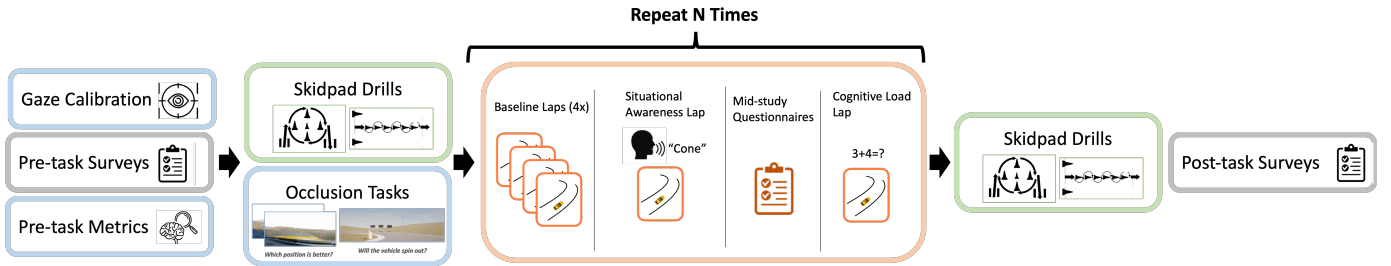 Repeat N Times
Gaze Calibration
Pre-task Surveys
Pre-task Metrics
Skidpad Drills
Occlusion Tasks
Which position is better?
Will the vehicle spin out?
Baseline Laps (4x)
Situational
Awareness Lap
“Cone”
Mid-study
Questionnaires
Cognitive Load
Lap
3+4=?
Skidpad Drills
Post-task Surveys